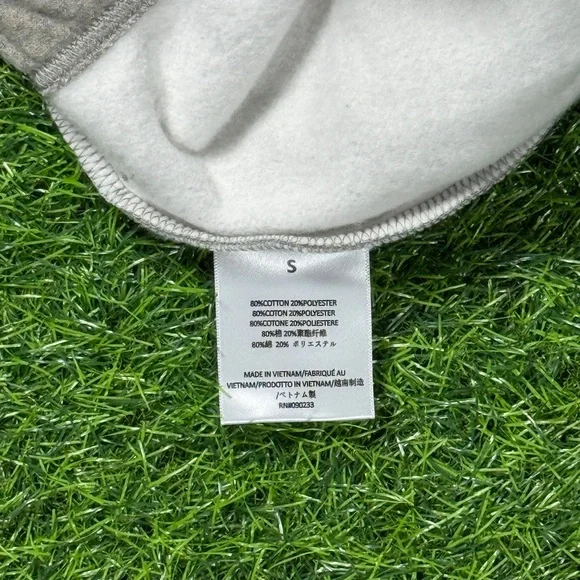 S
80%COTTON 20%POLYESTER
80%COTON 20%POLYESTER
80%COTONE 20%POLIESTERE
80%棉 20%聚酯纤维
80%綿 20% ポリエステル
MADE IN VIETNAM/FABRIQUÉ AU
VIETNAM/PRODOTTO IN VIETNAM/越南制造
/ベトナム製
RN#090233